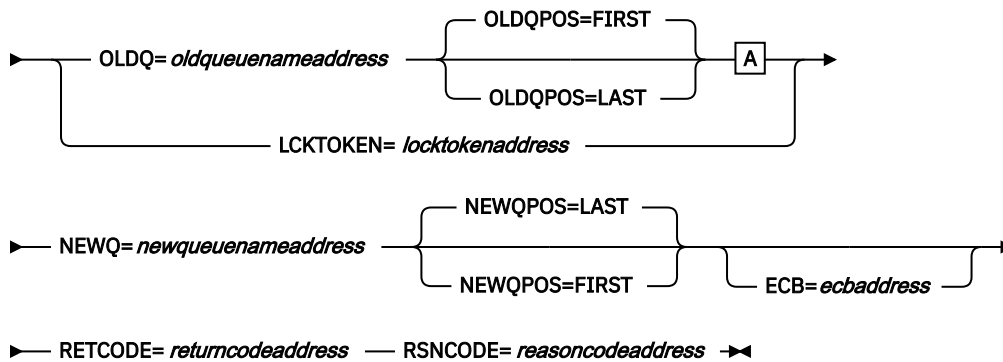 OLDQPOS=FIRST
OLDQ= oldqueuenameaddress
A
OLDQPOS=LAST
LCKTOKEN= locktokenaddress
NEWQPOS=LAST
NEWQ= newqueuenameaddress
NEWQPOS=FIRST
ECB= ecbaddress
RETCODE= returncodeaddress RSNCODE= reasoncodeaddress